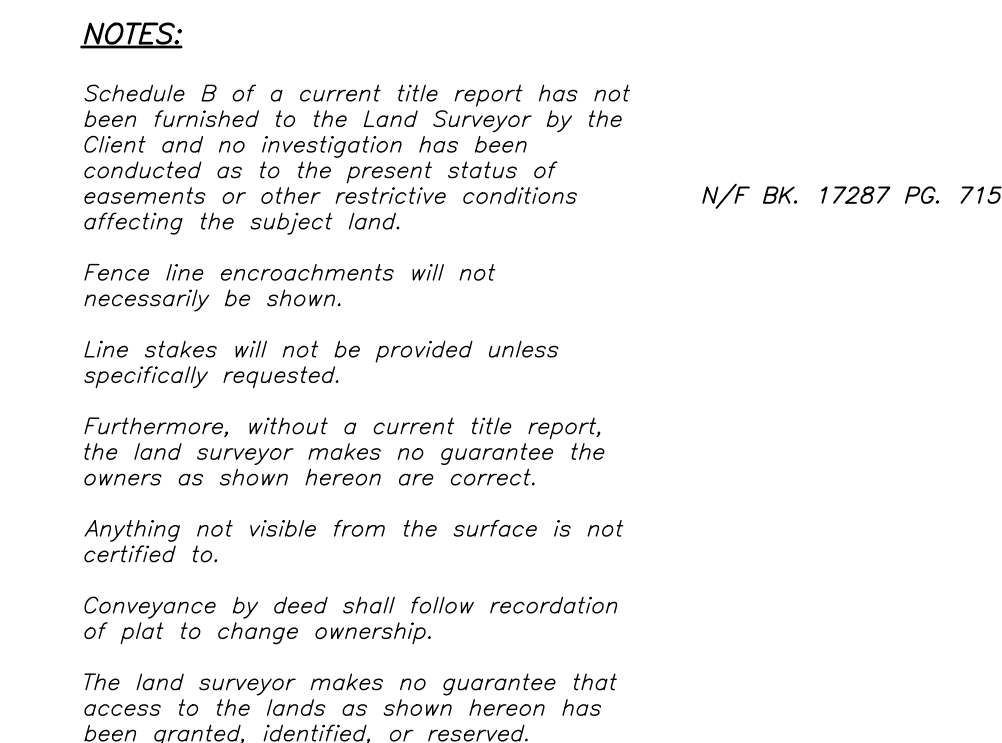 NOTES:
Schedule B of a current title report has not
been furnished to the Land Surveyor by the
Client and no investigation has been
conducted as to the present status of
easements or other restrictive conditions
affecting the subject land.
N/F BK. 17287 PG. 715
Fence line encroachments will not
necessarily be shown.
Line stakes will not be provided unless
specifically requested.
Furthermore, without a current title report,
the land surveyor makes no guarantee the
owners as shown hereon are correct.
Anything not visible from the surface is not
certified to.
Conveyance by deed shall follow recordation
of plat to change ownership.
The land surveyor makes no guarantee that
access to the lands as shown hereon has
been granted, identified, or reserved.